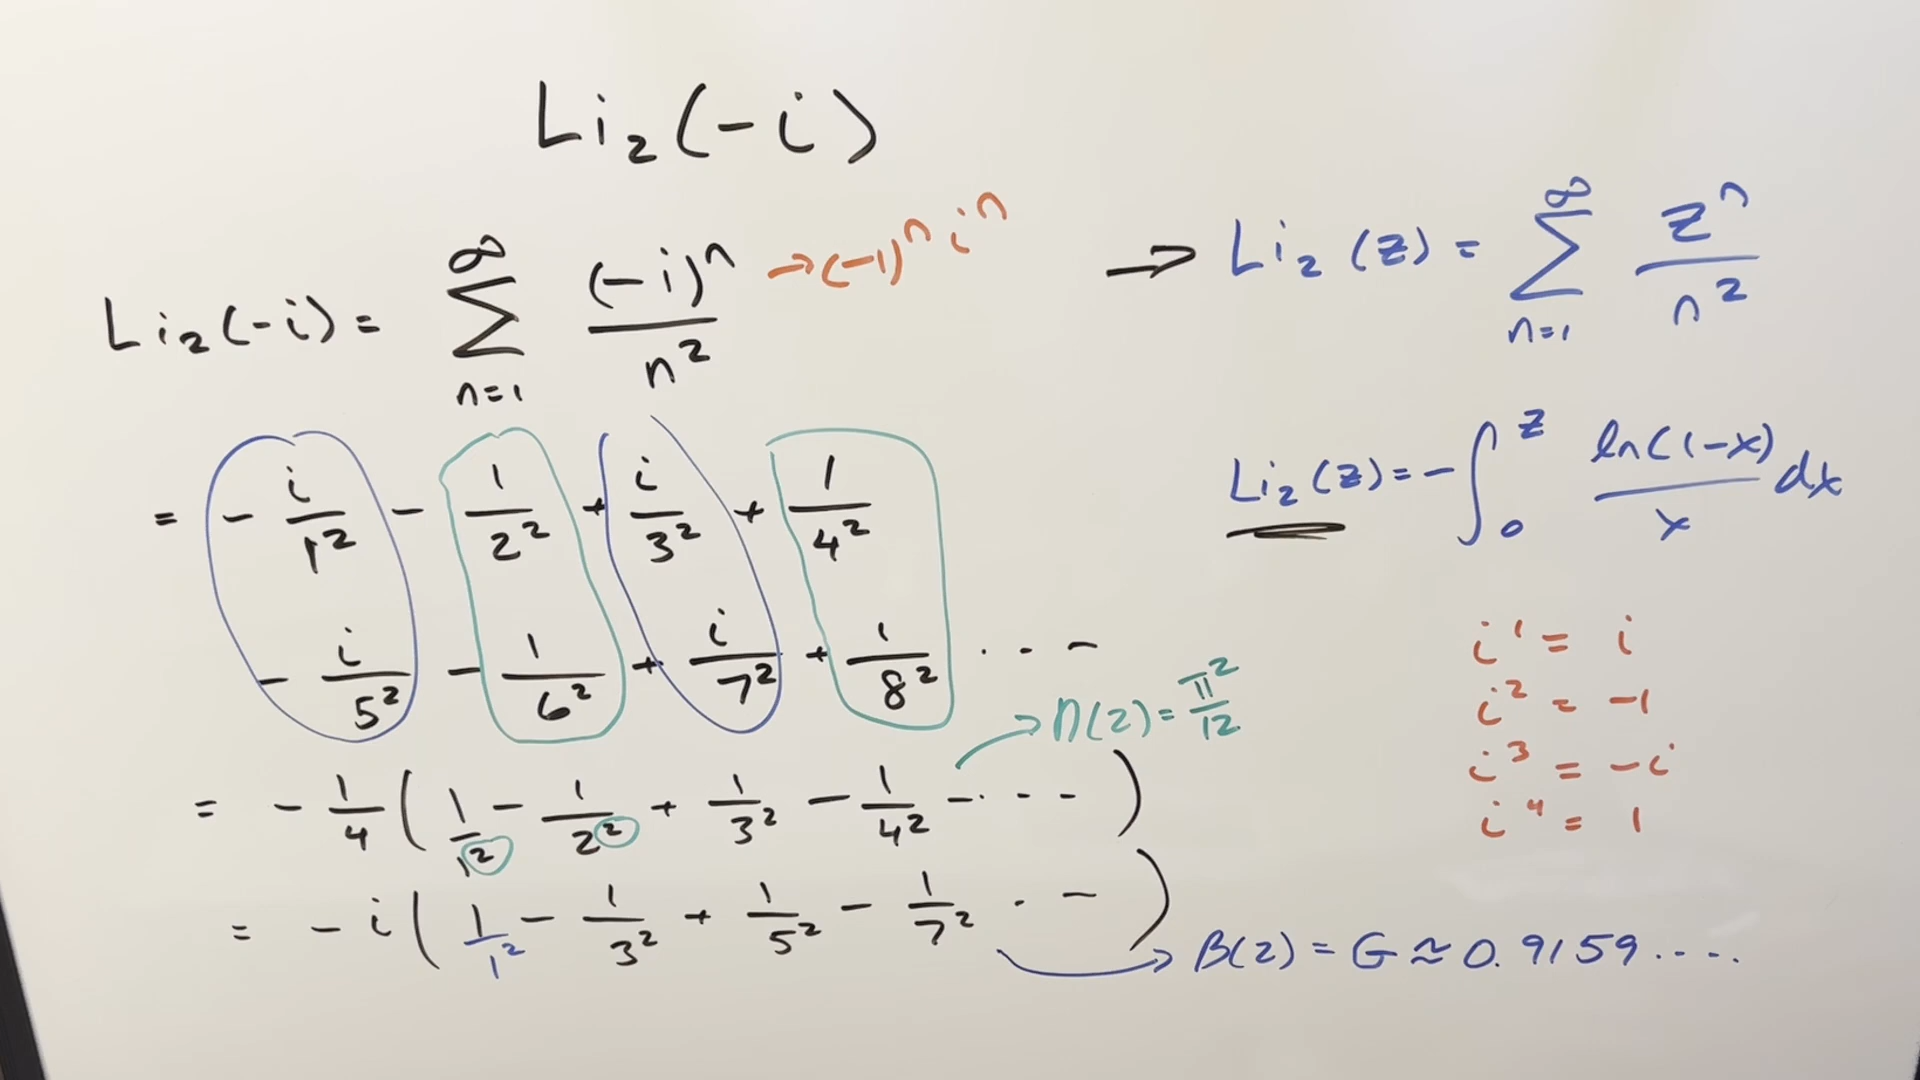 Li₂(-i)
Li₂(-i) = ∑_{n=1}^{∞} (-i)ⁿ/n² → (-1)ⁿ iⁿ
→ Li₂(z) = ∑_{n=1}^{∞} zⁿ/n²
Li₂(z) = -∫₀^z ln(1-x)/x dx
= - i/1² - 1/2² + i/3² + 1/4²
- i/5² - 1/6² + i/7² + 1/8² · · · -
→ η(2) = π²/12
= - 1/4 ( 1/1² - 1/2² + 1/3² - 1/4² - · - - - )
= - i ( 1/1² - 1/3² + 1/5² - 1/7² · - - )
→ β(2) = G ≈ 0.9159....
i¹ = i
i² = -1
i³ = -i
i⁴ = 1